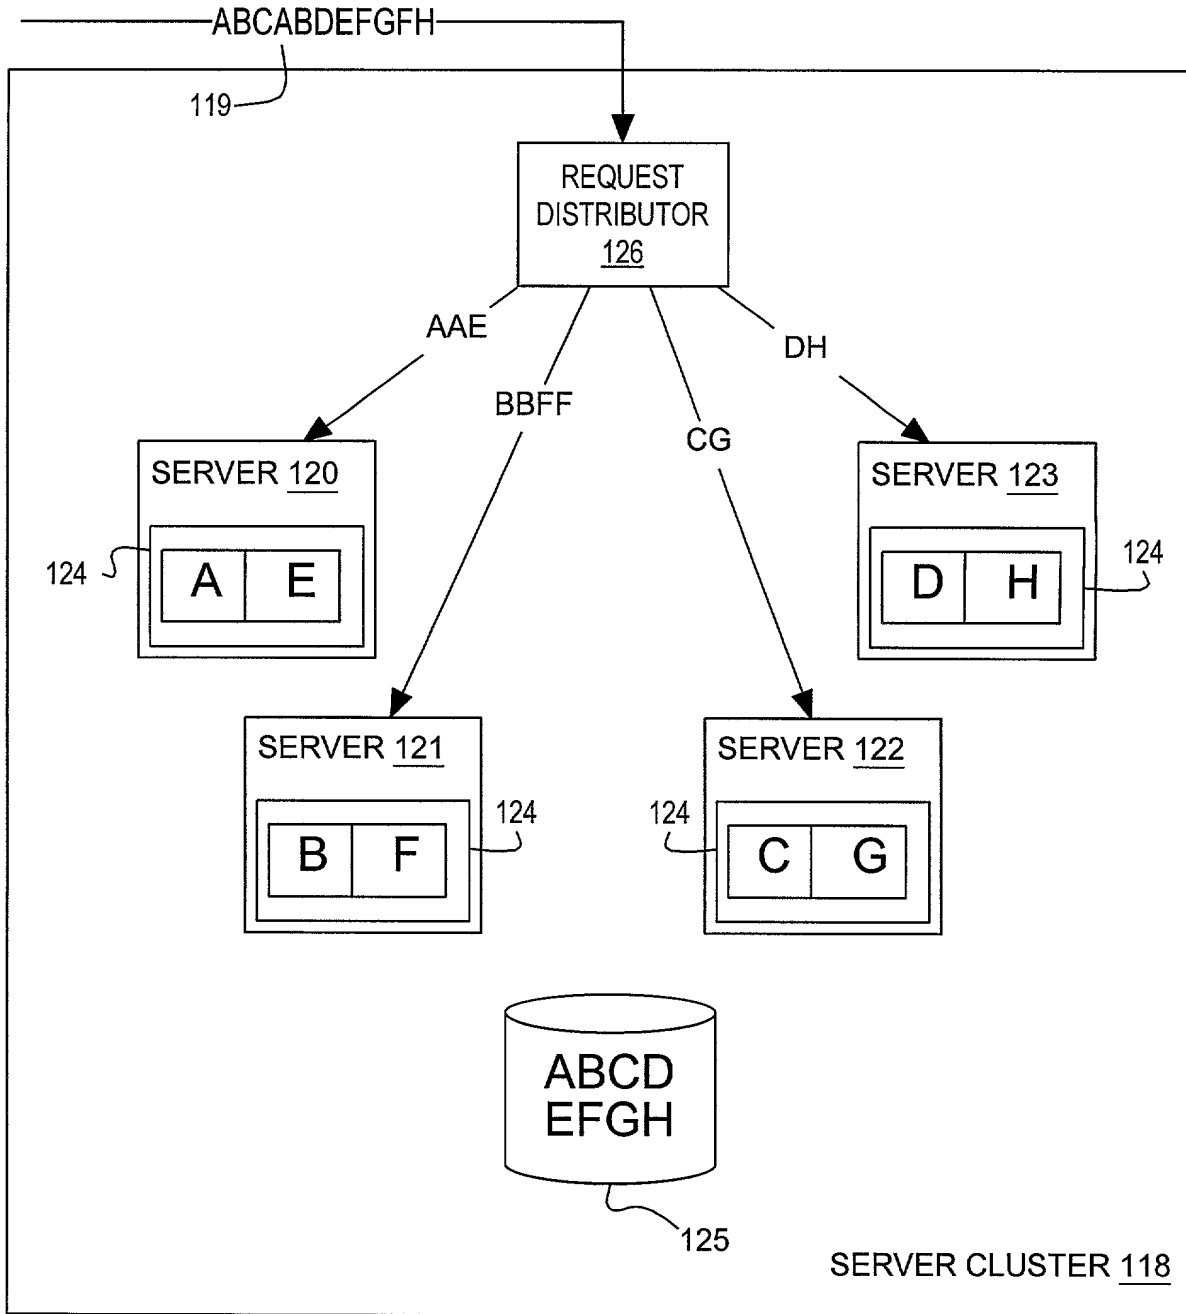 ABCABDEFGFH
119
REQUEST
DISTRIBUTOR
126
AAE
BBFF
CG
DH
SERVER 120
124
A E
SERVER 123
124
D H
SERVER 121
124
B F
SERVER 122
124
C G
ABCD
EFGH
125
SERVER CLUSTER 118